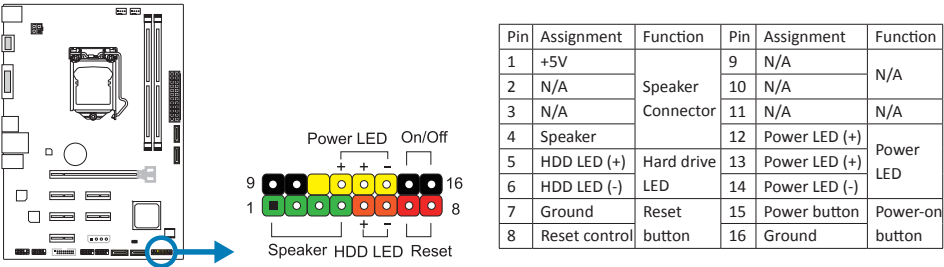 Power LED On/Off
+ + -
9 16
1 8
+ -
Speaker HDD LED Reset
Pin Assignment Function Pin Assignment Function
1 +5V Speaker Connector 9 N/A N/A
2 N/A 10 N/A
3 N/A 11 N/A N/A
4 Speaker 12 Power LED (+) Power LED
5 HDD LED (+) Hard drive LED 13 Power LED (+)
6 HDD LED (-) 14 Power LED (-)
7 Ground Reset button 15 Power button Power-on button
8 Reset control 16 Ground